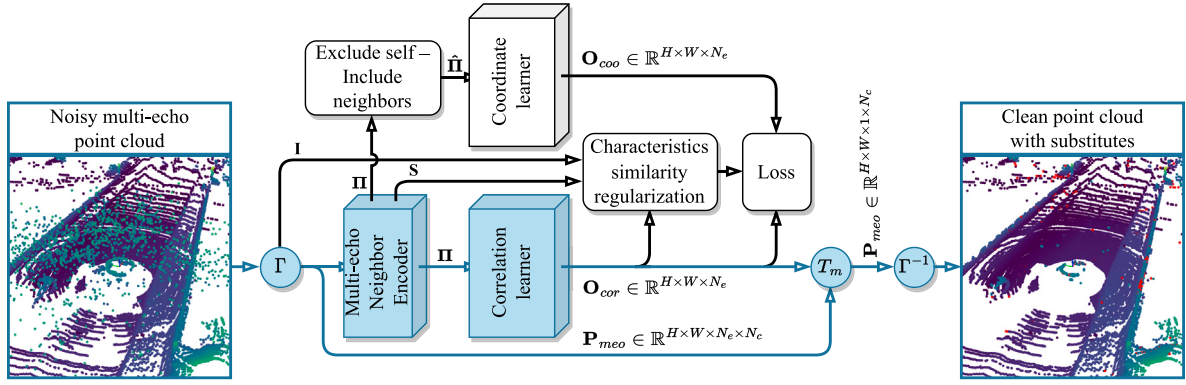 Noisy multi-echo
point cloud
Γ
I
Exclude self –
Include
neighbors
Π̂
Coordinate
learner
O_coo ∈ ℝ^{H×W×N_e}
Π
S
Multi-echo
Neighbor
Encoder
Π
Correlation
learner
Characteristics
similarity
regularization
Loss
O_cor ∈ ℝ^{H×W×N_e}
P_meo ∈ ℝ^{H×W×N_e×N_c}
T_m
P_meo ∈ ℝ^{H×W×1×N_c}
Γ^{-1}
Clean point cloud
with substitutes